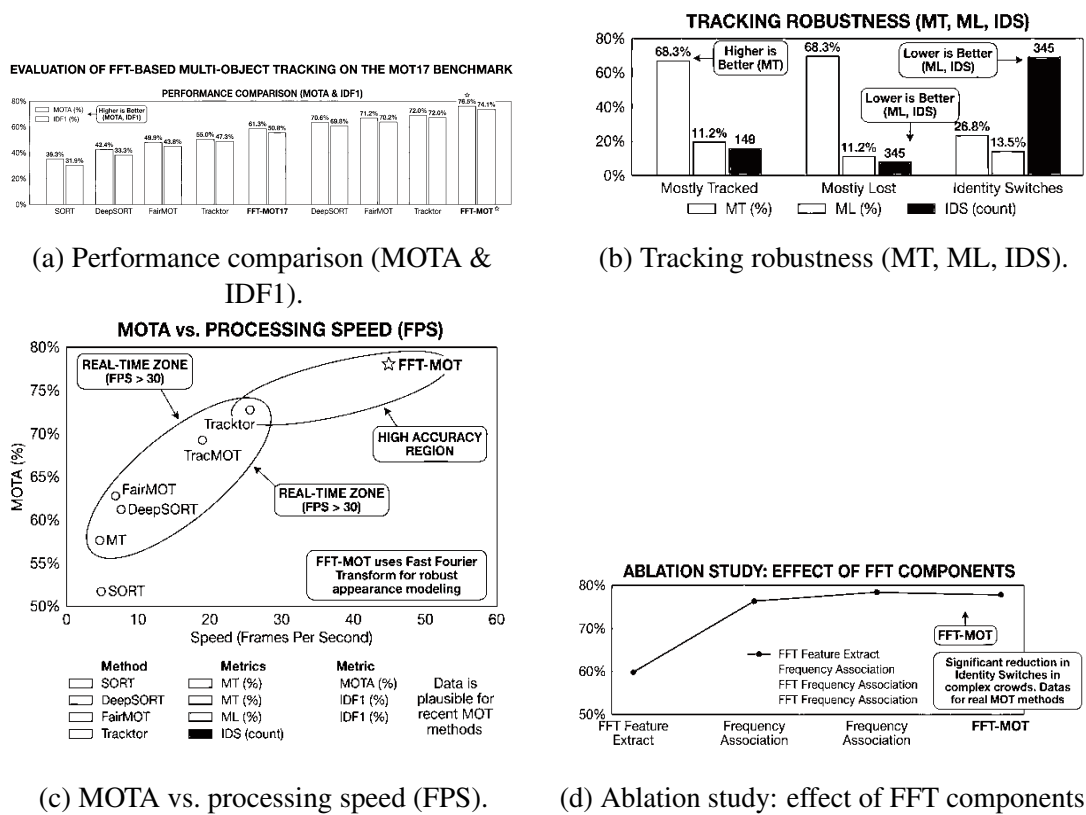 EVALUATION OF FFT-BASED MULTI-OBJECT TRACKING ON THE MOT17 BENCHMARK
PERFORMANCE COMPARISON (MOTA & IDF1)
80%
60%
40%
20%
0%
MOTA (%)
IDF1 (%)
Higher is
Better
(MOTA, IDF1)
39.3% 31.9% 42.4% 33.3% 49.9% 43.8% 55.0% 47.3% 61.3% 50.8% 70.6% 69.8% 71.2% 70.2% 72.0% 72.0% 74.1%
SORT DeepSORT FairMOT Tracktor FFT-MOT17 DeepSORT FairMOT Tracktor FFT-MOT☆
(a) Performance comparison (MOTA &
IDF1).
TRACKING ROBUSTNESS (MT, ML, IDS)
80%
60%
40%
20%
0%
68.3% 11.2% 149
68.3% 11.2% 345
26.8% 13.5% 345
Higher is
Better (MT)
Lower is Better
(ML, IDS)
Lower is Better
(ML, IDS)
Mostly Tracked Mostly Lost Identity Switches
MT (%) ML (%) IDS (count)
(b) Tracking robustness (MT, ML, IDS).
MOTA vs. PROCESSING SPEED (FPS)
MOTA (%)
80%
75%
70%
65%
60%
55%
50%
REAL-TIME ZONE
(FPS > 30)
☆ FFT-MOT
Tracktor
TracMOT
HIGH ACCURACY
REGION
FairMOT
DeepSORT
REAL-TIME ZONE
(FPS > 30)
MT
SORT
FFT-MOT uses Fast Fourier
Transform for robust
appearance modeling
0 10 20 30 40 50 60
Speed (Frames Per Second)
Method Metrics Metric
SORT MT (%) MOTA (%)
DeepSORT MT (%) IDF1 (%)
FairMOT ML (%) IDF1 (%)
Tracktor IDS (count)
Data is
plausible for
recent MOT
methods
(c) MOTA vs. processing speed (FPS).
ABLATION STUDY: EFFECT OF FFT COMPONENTS
80%
70%
60%
50%
FFT Feature Extract
Frequency Association
FFT Frequency Association
FFT Frequency Association
FFT-MOT
Significant reduction in
Identity Switches in
complex crowds. Datas
for real MOT methods
FFT Feature
Extract
Frequency
Association
Frequency
Association
FFT-MOT
(d) Ablation study: effect of FFT components